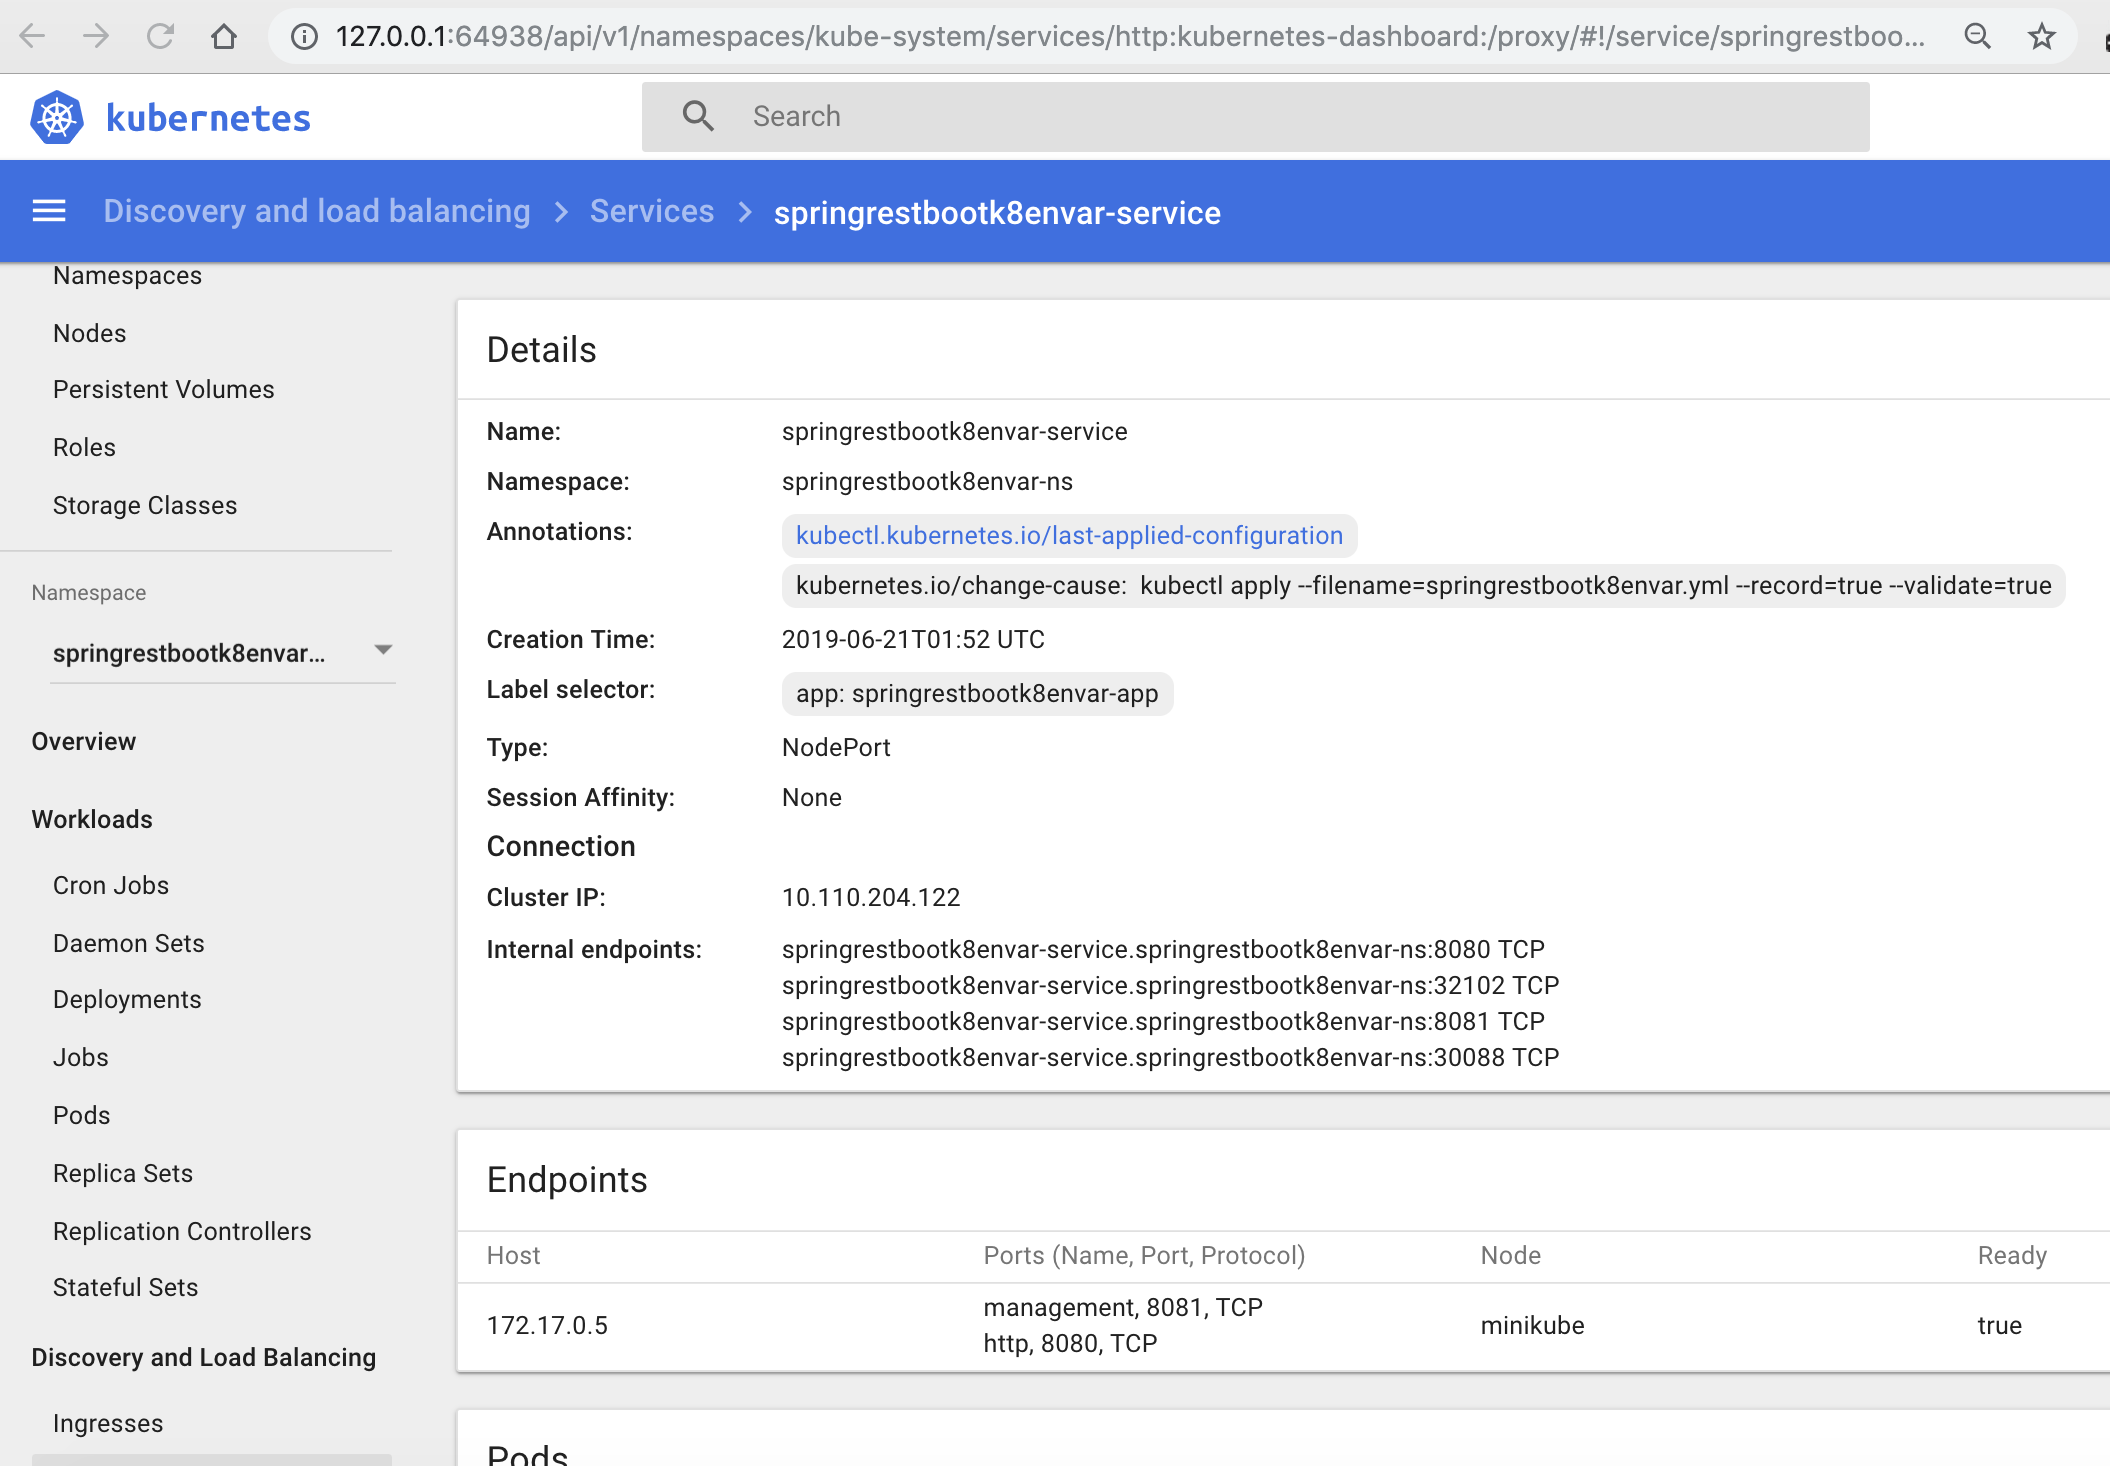 127.0.0.1:64938/api/v1/namespaces/kube-system/services/http:kubernetes-dashboard:/proxy/#!/service/springrestboo...
kubernetes
Search
Discovery and load balancing > Services > springrestbootk8envar-service
Namespaces
Nodes
Persistent Volumes
Roles
Storage Classes
Namespace
springrestbootk8envar...
Overview
Workloads
Cron Jobs
Daemon Sets
Deployments
Jobs
Pods
Replica Sets
Replication Controllers
Stateful Sets
Discovery and Load Balancing
Ingresses
Details
Name: springrestbootk8envar-service
Namespace: springrestbootk8envar-ns
Annotations: kubectl.kubernetes.io/last-applied-configuration
kubernetes.io/change-cause: kubectl apply --filename=springrestbootk8envar.yml --record=true --validate=true
Creation Time: 2019-06-21T01:52 UTC
Label selector: app: springrestbootk8envar-app
Type: NodePort
Session Affinity: None
Connection
Cluster IP: 10.110.204.122
Internal endpoints: springrestbootk8envar-service.springrestbootk8envar-ns:8080 TCP
springrestbootk8envar-service.springrestbootk8envar-ns:32102 TCP
springrestbootk8envar-service.springrestbootk8envar-ns:8081 TCP
springrestbootk8envar-service.springrestbootk8envar-ns:30088 TCP
Endpoints
Host Ports (Name, Port, Protocol) Node Ready
management, 8081, TCP
172.17.0.5 minikube true
http, 8080, TCP
Pods